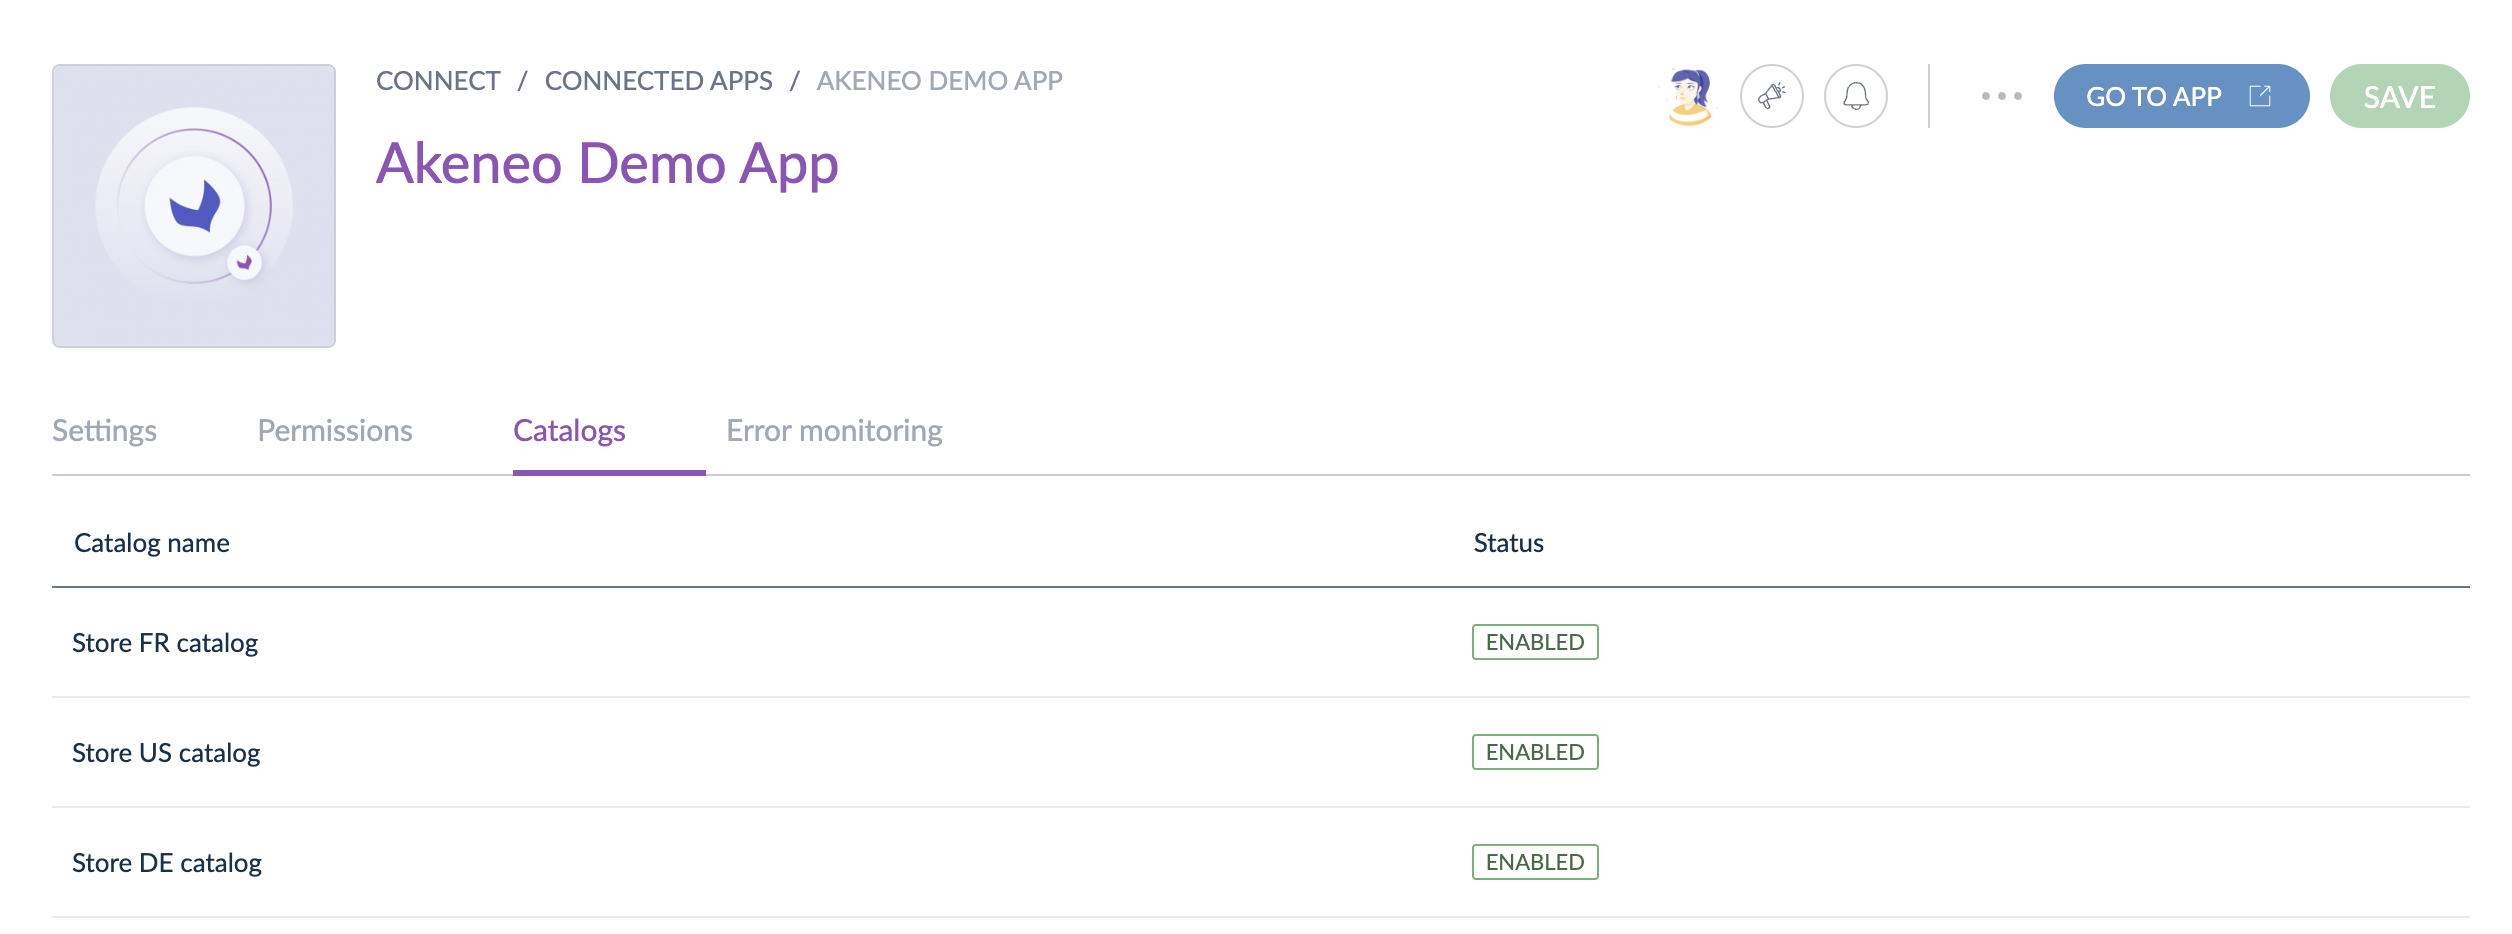 CONNECT / CONNECTED APPS / AKENEO DEMO APP
GO TO APP
SAVE
Akeneo Demo App
Settings Permissions Catalogs Error monitoring
Catalog name Status
Store FR catalog ENABLED
Store US catalog ENABLED
Store DE catalog ENABLED